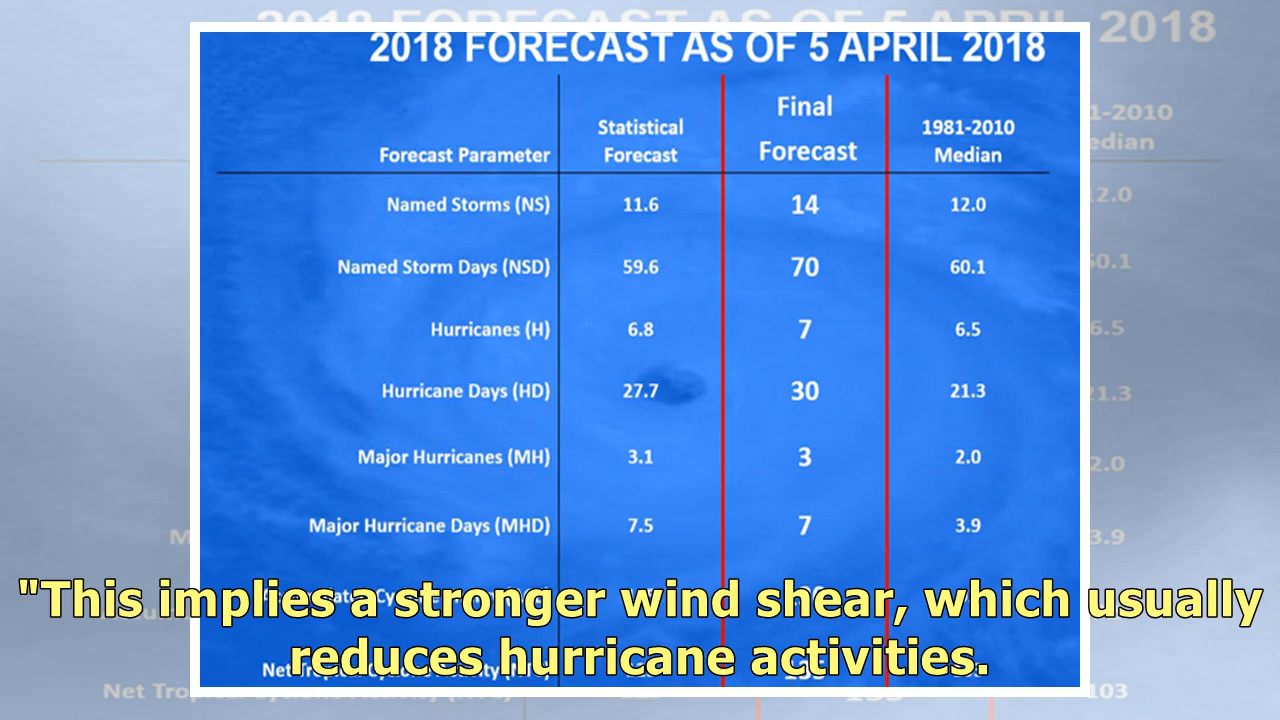 2018 FORECAST AS OF 5 APRIL 2018
Forecast Parameter Statistical Forecast Final Forecast 1981-2010 Median
Named Storms (NS) 11.6 14 12.0
Named Storm Days (NSD) 59.6 70 60.1
Hurricanes (H) 6.8 7 6.5
Hurricane Days (HD) 27.7 30 21.3
Major Hurricanes (MH) 3.1 3 2.0
Major Hurricane Days (MHD) 7.5 7 3.9
"This implies a stronger wind shear, which usually
reduces hurricane activities.
Net 103